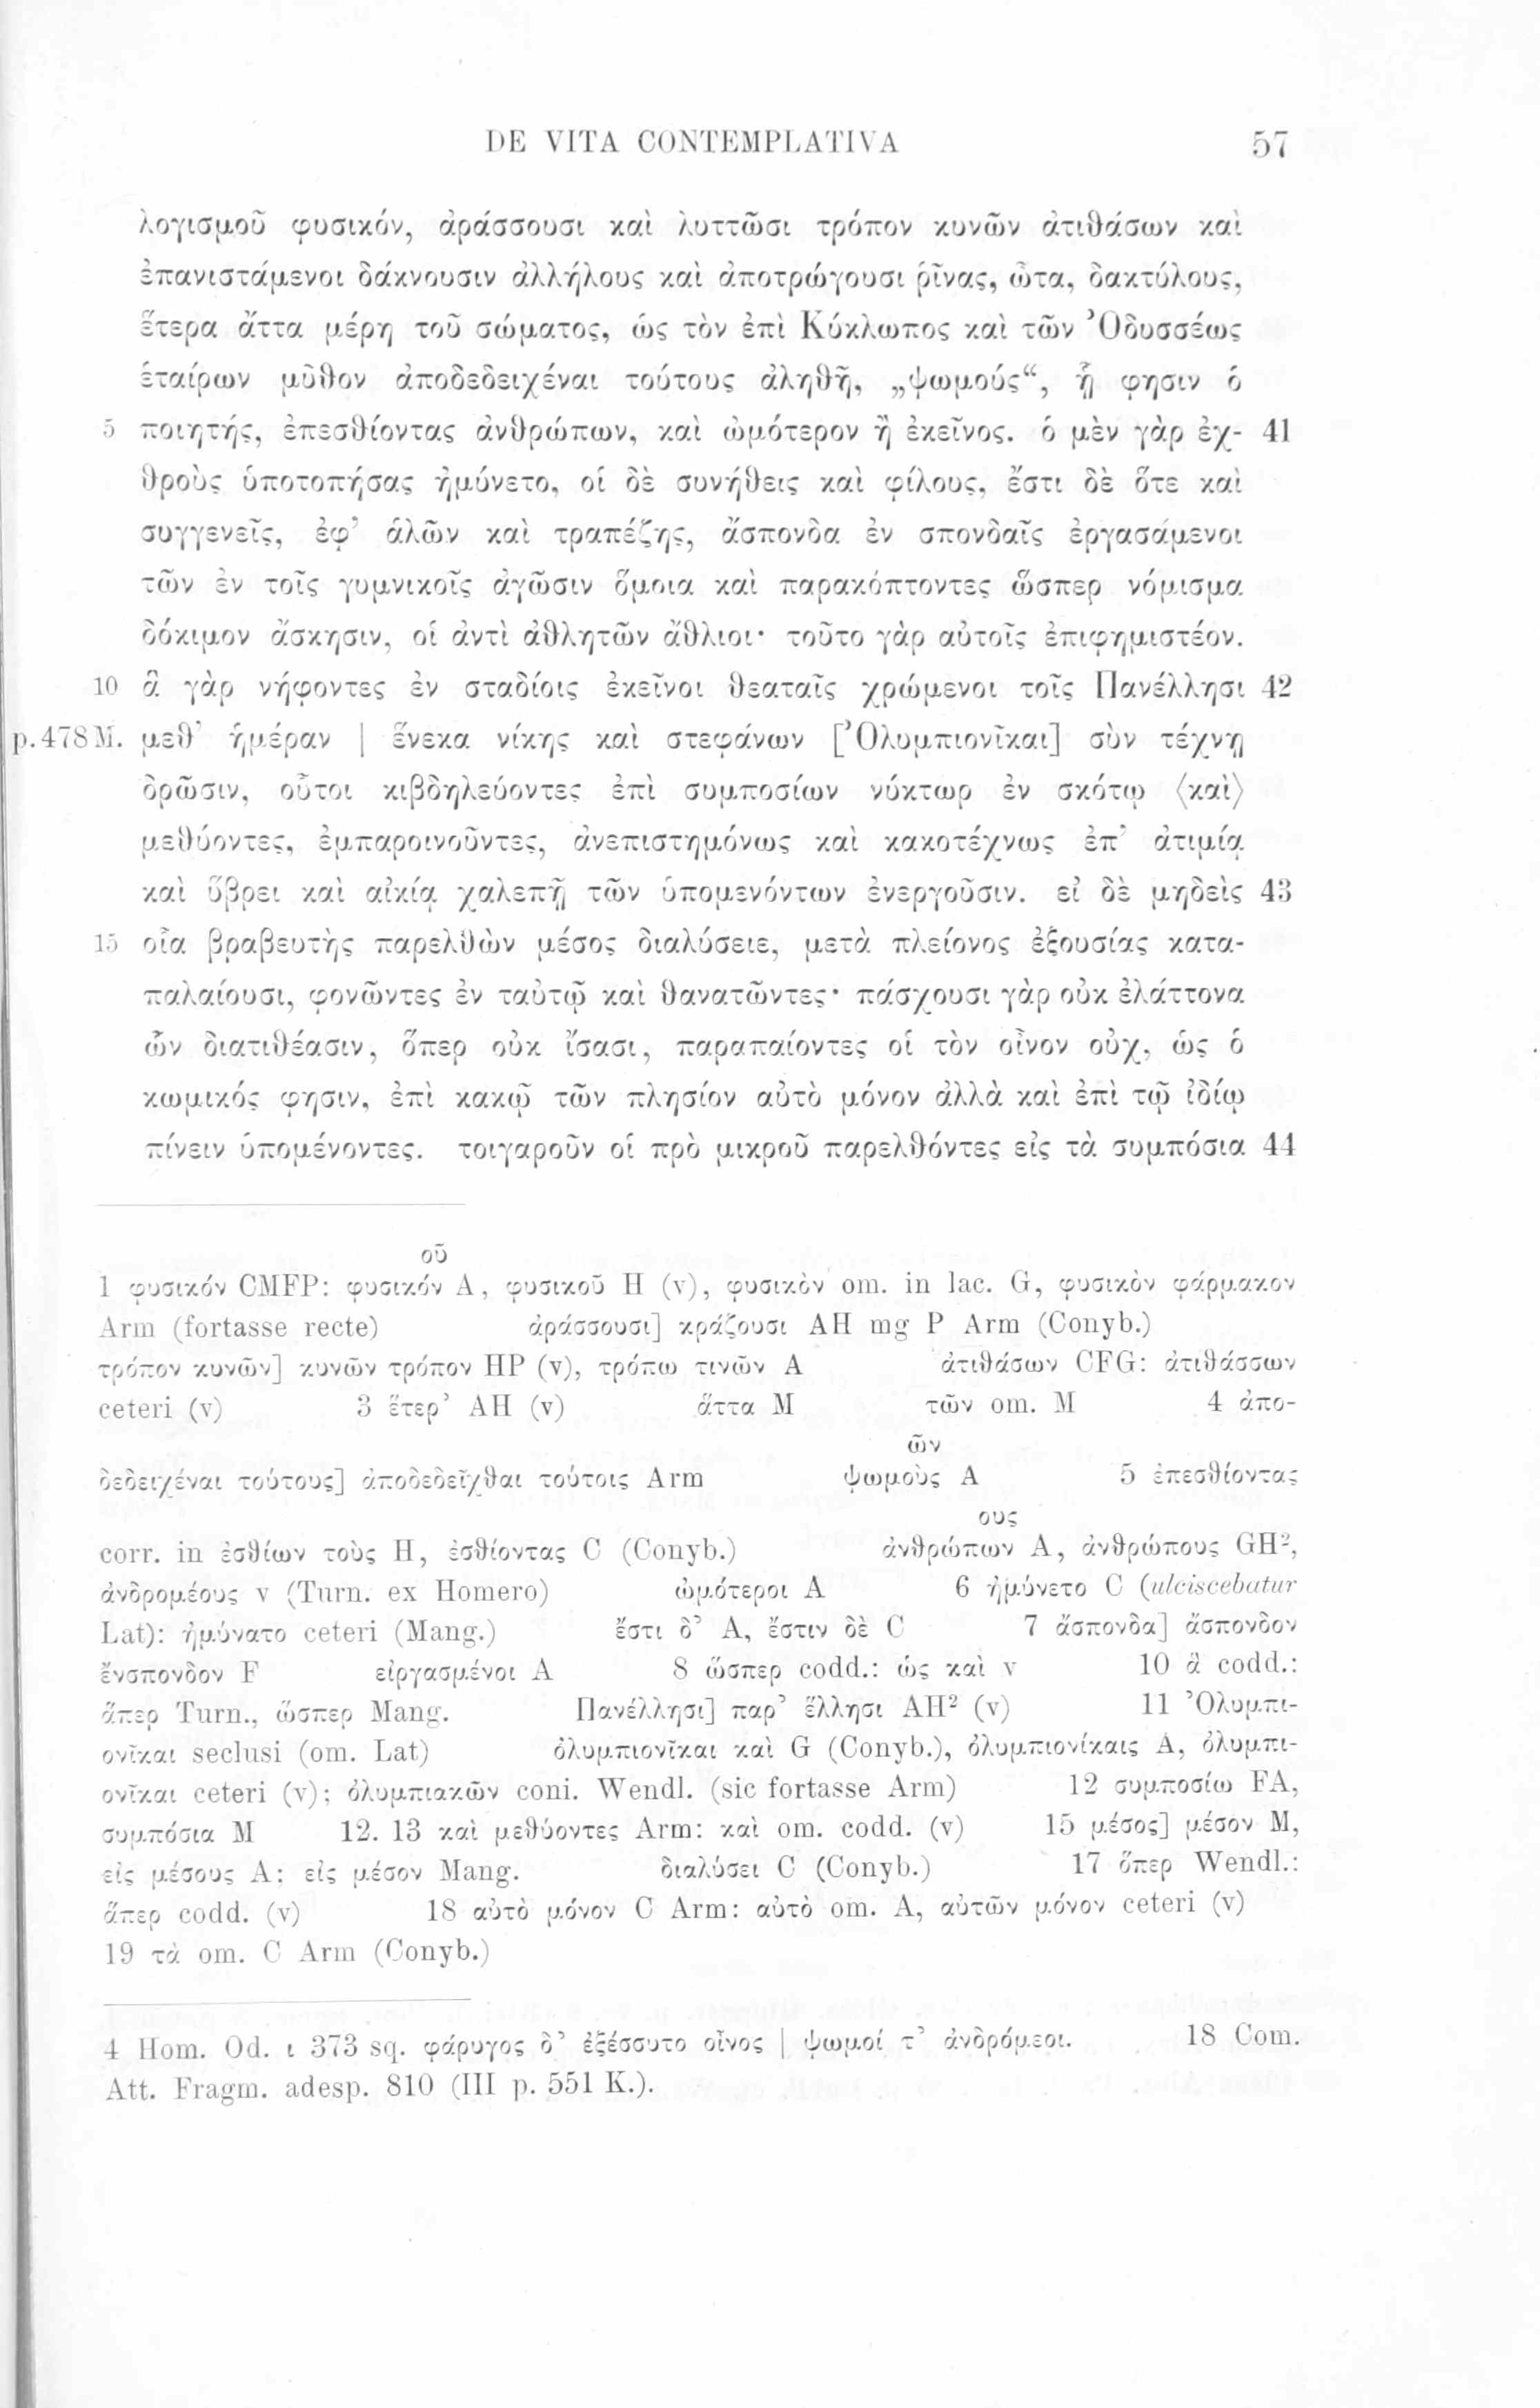 DE VITA CONTEMPLATIVA 57
λογισμοῦ φυσικόν, ἀράσσουσι καὶ λυττῶσι τρόπον κυνῶν ἀτιθάσων καὶ
ἐπανιστάμενοι δάκνουσιν ἀλλήλους καὶ ἀποτρώγουσι ῥῖνας, ὦτα, δακτύλους,
ἕτερα ἄττα μέρη τοῦ σώματος, ὡς τὸν ἐπὶ Κύκλωπος καὶ τῶν Ὀδυσσέως
ἑταίρων μῦθον ἀποδεδειχέναι τούτους ἀληθῆ, „ψωμούς“, ᾗ φησιν ὁ
5 ποιητής, ἐπεσθίοντας ἀνθρώπων, καὶ ὠμότερον ἢ ἐκεῖνος. ὁ μὲν γὰρ ἐχ- 41
θροὺς ὑποτοπήσας ἠμύνετο, οἱ δὲ συνήθεις καὶ φίλους, ἔστι δὲ ὅτε καὶ
συγγενεῖς, ἐφ’ ἁλῶν καὶ τραπέζης, ἄσπονδα ἐν σπονδαῖς ἐργασάμενοι
τῶν ἐν τοῖς γυμνικοῖς ἀγῶσιν ὅμοια καὶ παρακόπτοντες ὥσπερ νόμισμα
δόκιμον ἄσκησιν, οἱ ἀντὶ ἀθλητῶν ἄθλιοι· τοῦτο γὰρ αὐτοῖς ἐπιφημιστέον.
10 ἃ γὰρ νήφοντες ἐν σταδίοις ἐκεῖνοι θεαταῖς χρώμενοι τοῖς Πανέλλησι 42
p. 478 M. μεθ’ ἡμέραν | ἕνεκα νίκης καὶ στεφάνων [Ὀλυμπιονῖκαι] σὺν τέχνῃ
δρῶσιν, οὗτοι κιβδηλεύοντες ἐπὶ συμποσίων νύκτωρ ἐν σκότῳ ⟨καὶ⟩
μεθύοντες, ἐμπαροινοῦντες, ἀνεπιστημόνως καὶ κακοτέχνως ἐπ’ ἀτιμίᾳ
καὶ ὕβρει καὶ αἰκίᾳ χαλεπῇ τῶν ὑπομενόντων ἐνεργοῦσιν. εἰ δὲ μηδεὶς 43
15 οἷα βραβευτὴς παρελθὼν μέσος διαλύσειε, μετὰ πλείονος ἐξουσίας κατα-
παλαίουσι, φονῶντες ἐν ταὐτῷ καὶ θανατῶντες· πάσχουσι γὰρ οὐκ ἐλάττονα
ὧν διατιθέασιν, ὅπερ οὐκ ἴσασι, παραπαίοντες οἱ τὸν οἶνον οὐχ, ὡς ὁ
κωμικός φησιν, ἐπὶ κακῷ τῶν πλησίον αὐτὸ μόνον ἀλλὰ καὶ ἐπὶ τῷ ἰδίῳ
πίνειν ὑπομένοντες. τοιγαροῦν οἱ πρὸ μικροῦ παρελθόντες εἰς τὰ συμπόσια 44
οῦ
1 φυσικόν CMFP: φυσικόν A, φυσικοῦ H (v), φυσικὸν om. in lac. G, φυσικὸν φάρμακον
Arm (fortasse recte) ἀράσσουσι] κράζουσι AH mg P Arm (Conyb.)
τρόπον κυνῶν] κυνῶν τρόπον HP (v), τρόπω τινῶν A ἀτιθάσων CFG: ἀτιθάσσων
ceteri (v) 3 ἕτερ’ AH (v) ἅττα M τῶν om. M 4 ἀπο-
ῶν
δεδειχέναι τούτους] ἀποδεδεῖχθαι τούτοις Arm ψωμοὺς A 5 ἐπεσθίοντας
ους
corr. in ἐσθίων τοὺς H, ἐσθίοντας C (Conyb.) ἀνθρώπων A, ἀνθρώπους GH²,
ἀνδρομέους v (Turn. ex Homero) ὠμότεροι A 6 ἠμύνετο C (ulciscebatur
Lat): ἠμύνατο ceteri (Mang.) ἔστι δ’ A, ἔστιν δὲ C 7 ἄσπονδα] ἄσπονδον
ἔνσπονδον F εἰργασμένοι A 8 ὥσπερ codd.: ὡς καὶ v 10 ἃ codd.:
ἅπερ Turn., ὥσπερ Mang. Πανέλλησι] παρ’ ἕλλησι AH² (v) 11 Ὀλυμπι-
ονῖκαι seclusi (om. Lat) ὀλυμπιονῖκαι καὶ G (Conyb.), ὀλυμπιονίκαις A, ὀλυμπι-
ονῖκαι ceteri (v); ὀλυμπιακῶν coni. Wendl. (sic fortasse Arm) 12 συμποσίω FA,
συμπόσια M 12. 13 καὶ μεθύοντες Arm: καὶ om. codd. (v) 15 μέσος] μέσον M,
εἰς μέσους A; εἰς μέσον Mang. διαλύσει C (Conyb.) 17 ὅπερ Wendl.:
ἅπερ codd. (v) 18 αὐτὸ μόνον C Arm: αὐτὸ om. A, αὐτῶν μόνον ceteri (v)
19 τὰ om. C Arm (Conyb.)
4 Hom. Od. ι 373 sq. φάρυγος δ’ ἐξέσσυτο οἶνος | ψωμοί τ’ ἀνδρόμεοι. 18 Com.
Att. Fragm. adesp. 810 (III p. 551 K.).